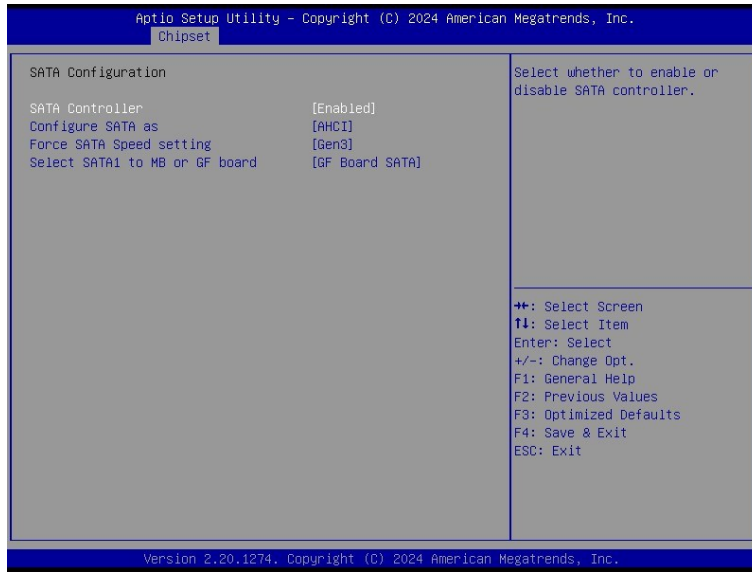 Aptio Setup Utility – Copyright (C) 2024 American Megatrends, Inc.
Chipset
SATA Configuration
SATA Controller [Enabled]
Configure SATA as [AHCI]
Force SATA Speed setting [Gen3]
Select SATA1 to MB or GF board [GF Board SATA]
Select whether to enable or
disable SATA controller.
→←: Select Screen
↑↓: Select Item
Enter: Select
+/-: Change Opt.
F1: General Help
F2: Previous Values
F3: Optimized Defaults
F4: Save & Exit
ESC: Exit
Version 2.20.1274. Copyright (C) 2024 American Megatrends, Inc.